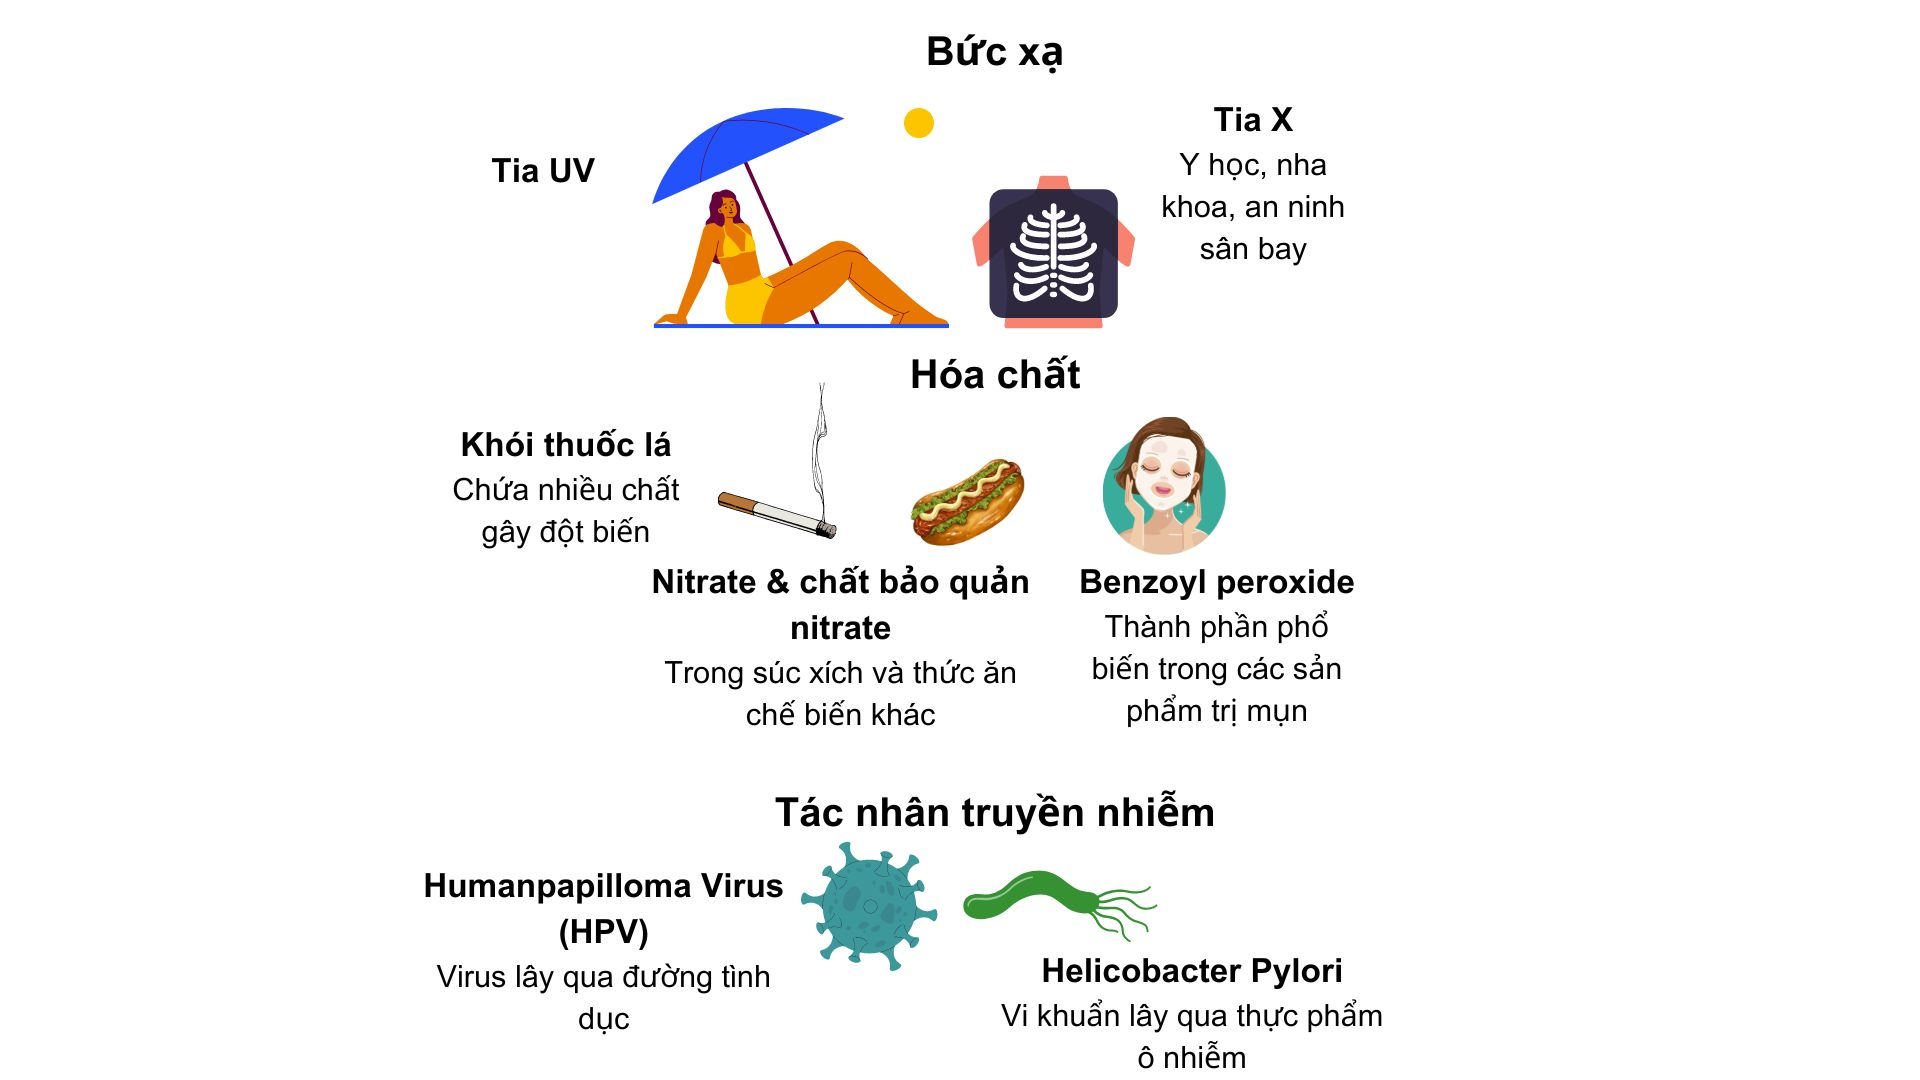 Bức xạ
Tia UV
Tia X
Y học, nha
khoa, an ninh
sân bay
Hóa chất
Khói thuốc lá
Chứa nhiều chất
gây đột biến
Nitrate & chất bảo quản
nitrate
Trong súc xích và thức ăn
chế biến khác
Benzoyl peroxide
Thành phần phổ
biến trong các sản
phẩm trị mụn
Tác nhân truyền nhiễm
Humanpapilloma Virus
(HPV)
Virus lây qua đường tình
dục
Helicobacter Pylori
Vi khuẩn lây qua thực phẩm
ô nhiễm